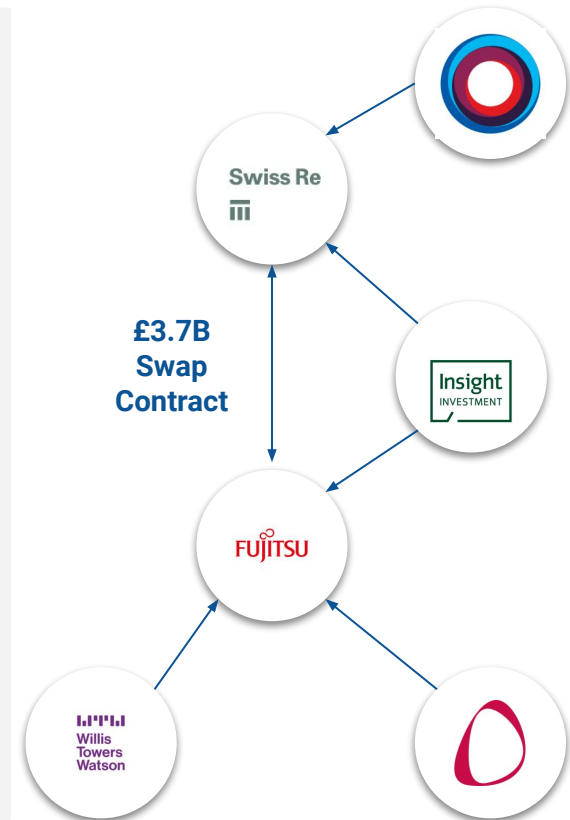 Swiss Re
£3.7B
Swap
Contract
Insight
INVESTMENT
FUJITSU
Willis
Towers
Watson